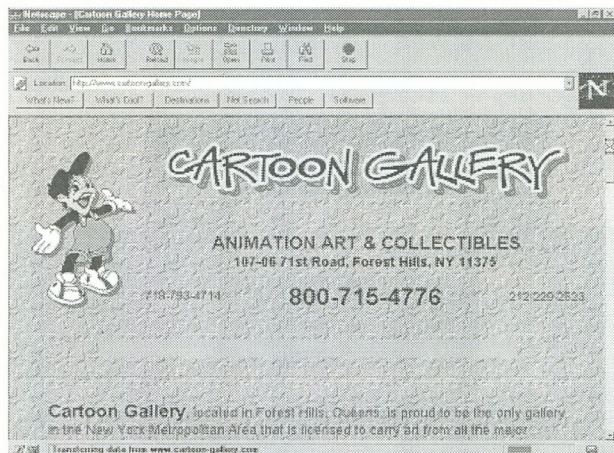 Netscape - [Cartoon Gallery Home Page]
File Edit View Go Bookmarks Options Directory Window Help
Back Forward Home Reload Images Open Print Find Stop
Location: http://www.cartoongallery.com/
What's New? What's Cool? Destinations Net Search People Software
N
CARTOON GALLERY
ANIMATION ART & COLLECTIBLES
107-06 71st Road, Forest Hills, NY 11375
718-793-4714 800-715-4776 212-229-2523
Cartoon Gallery, located in Forest Hills, Queens, is proud to be the only gallery
in the New York Metropolitan Area that is licensed to carry art from all the major
Transferring data from www.cartoon-gallery.com